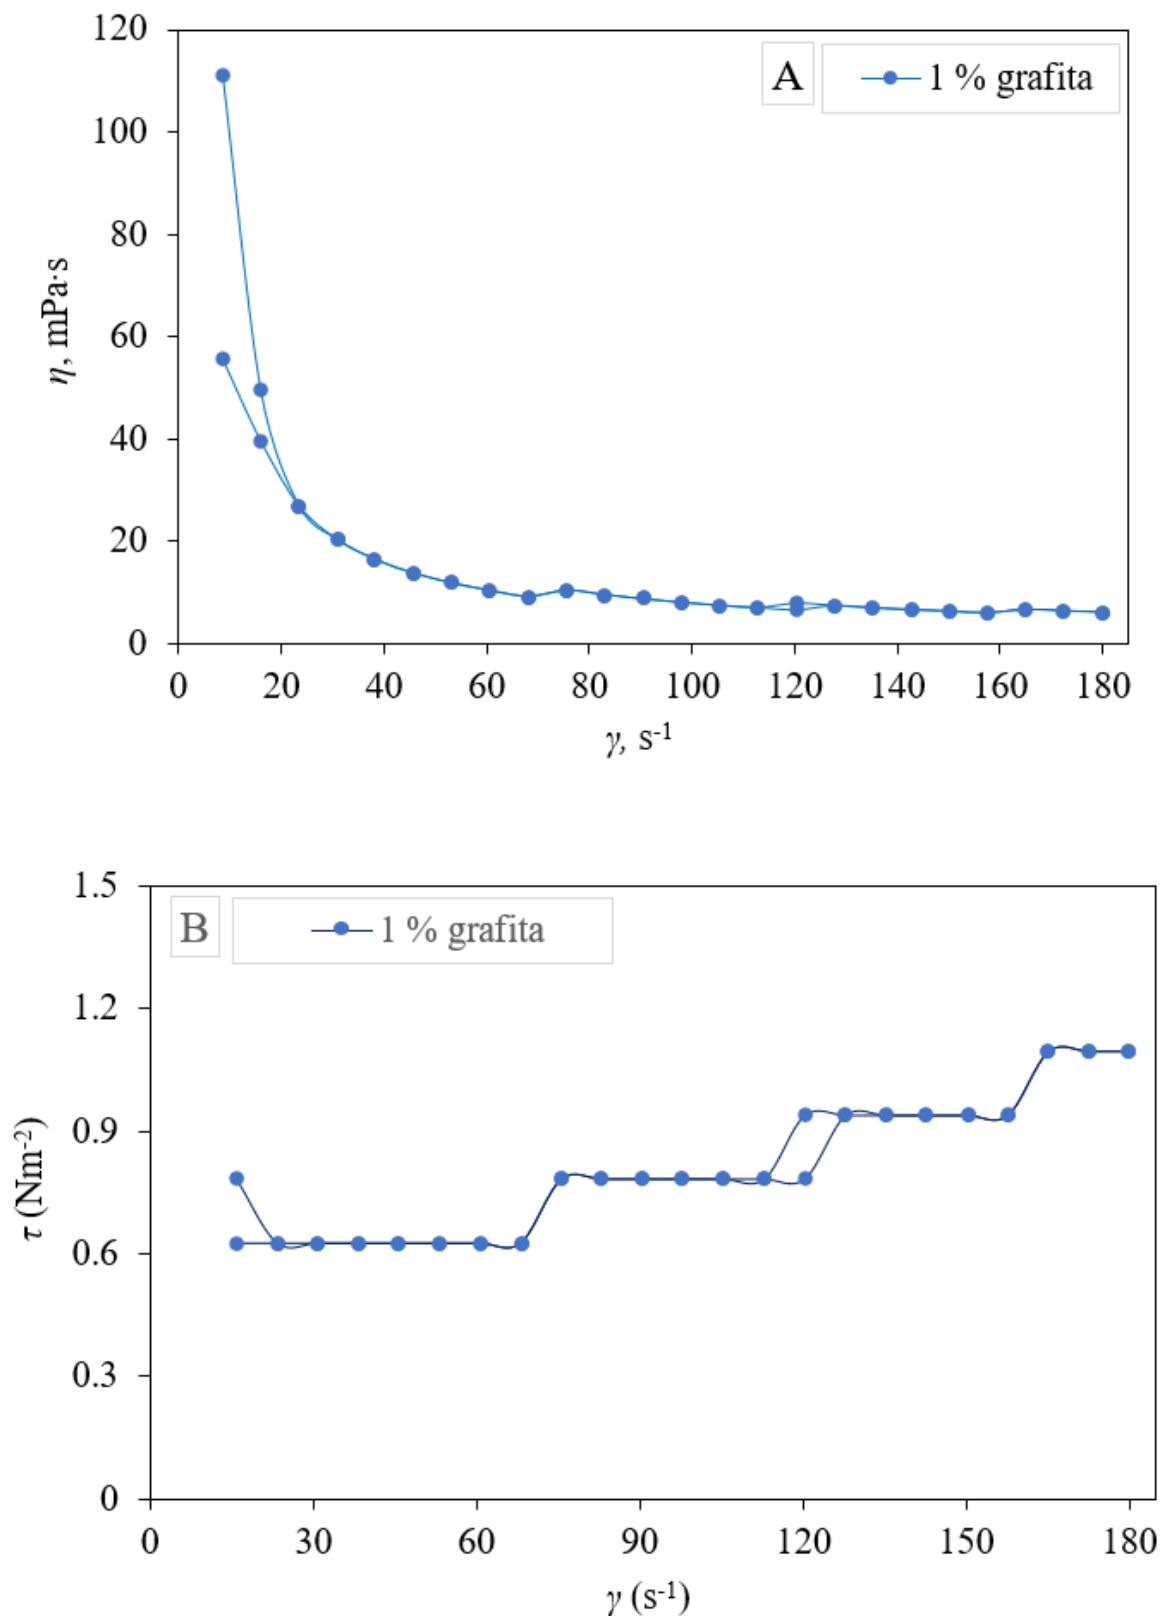 120
A
1 % grafita
100
80
60
40
20
0
η, mPa·s
0 20 40 60 80 100 120 140 160 180
γ, s-1
1.5
B
1 % grafita
1.2
0.9
0.6
0.3
0
τ (Nm-2)
0 30 60 90 120 150 180
γ (s-1)